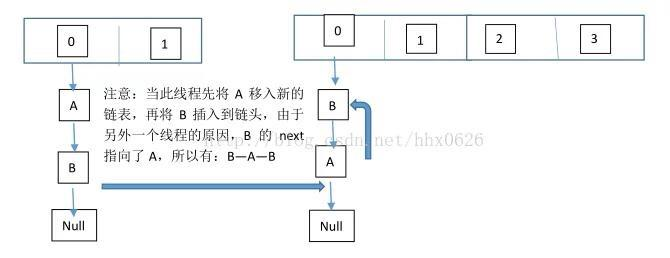 0 1
0 1 2 3
A
注意：当此线程先将 A 移入新的
链表，再将 B 插入到链头，由于
另外一个线程的原因，B 的 next
指向了 A，所以有：B—A—B
B
Null
B
A
Null
http://blog.csdn.net/hhx0626